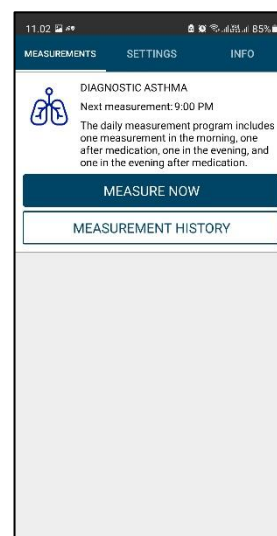 11.02 85%
MEASUREMENTS SETTINGS INFO
DIAGNOSTIC ASTHMA
Next measurement: 9:00 PM
The daily measurement program includes
one measurement in the morning, one
after medication, one in the evening, and
one in the evening after medication.
MEASURE NOW
MEASUREMENT HISTORY